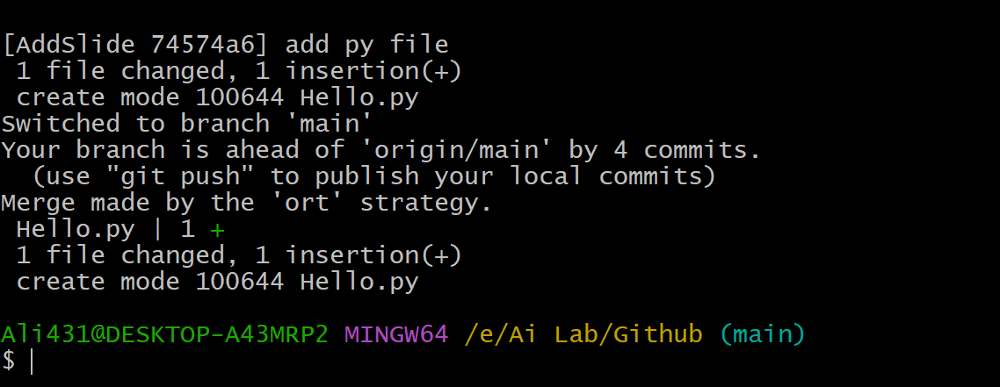 [AddSlide 74574a6] add py file
 1 file changed, 1 insertion(+)
 create mode 100644 Hello.py
Switched to branch 'main'
Your branch is ahead of 'origin/main' by 4 commits.
  (use "git push" to publish your local commits)
Merge made by the 'ort' strategy.
 Hello.py | 1 +
 1 file changed, 1 insertion(+)
 create mode 100644 Hello.py
Ali431@DESKTOP-A43MRP2 MINGW64 /e/Ai Lab/Github (main)
$